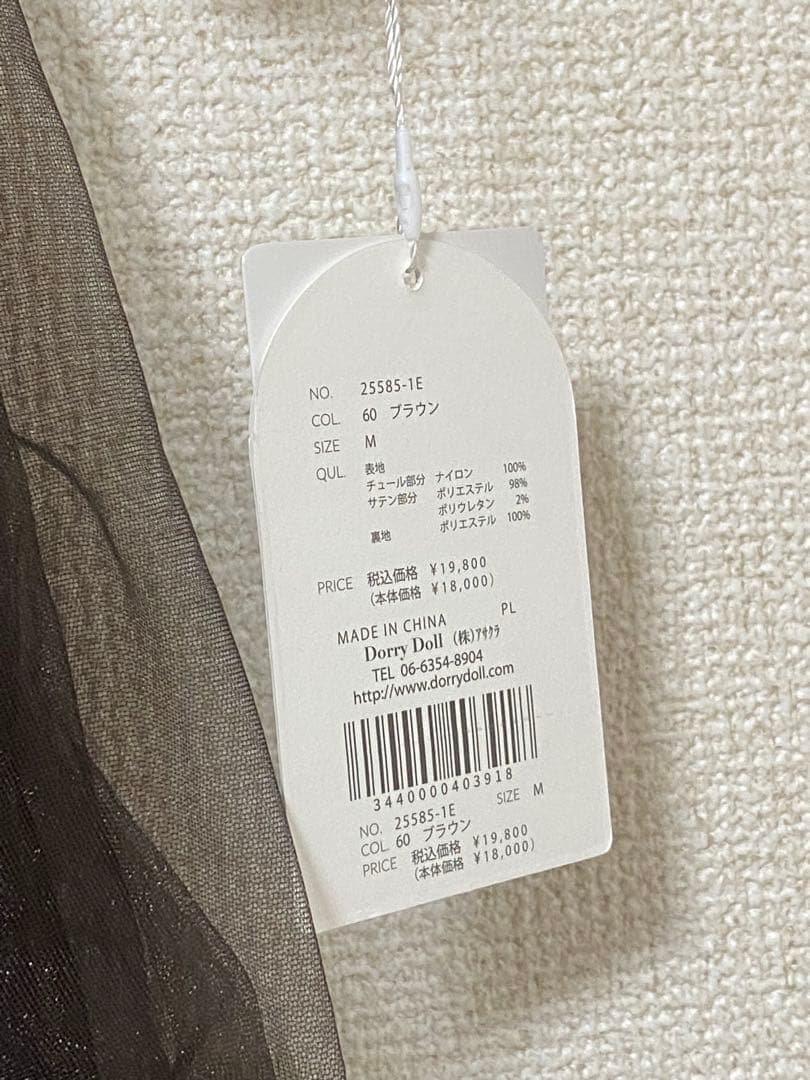 NO. 25585-1E
COL. 60 ブラウン
SIZE M
QUL. 表地
チュール部分 ナイロン 100%
サテン部分 ポリエステル 98%
ポリウレタン 2%
裏地 ポリエステル 100%
PRICE 税込価格 ¥19,800
(本体価格 ¥18,000)
PL
MADE IN CHINA
Dorry Doll (株)アサクラ
TEL 06-6354-8904
http://www.dorrydoll.com
3440000403918
NO. 25585-1E SIZE M
COL. 60 ブラウン
PRICE 税込価格 ¥19,800
(本体価格 ¥18,000)